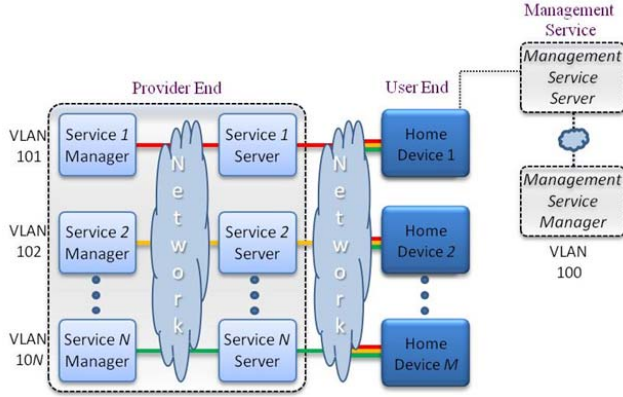 Management
Service
Provider End
User End
Management
Service
Server
VLAN
101
Service 1
Manager
Service 1
Server
Home
Device 1
Network
Network
Management
Service
Manager
VLAN
100
VLAN
102
Service 2
Manager
Service 2
Server
Home
Device 2
VLAN
10N
Service N
Manager
Service N
Server
Home
Device M